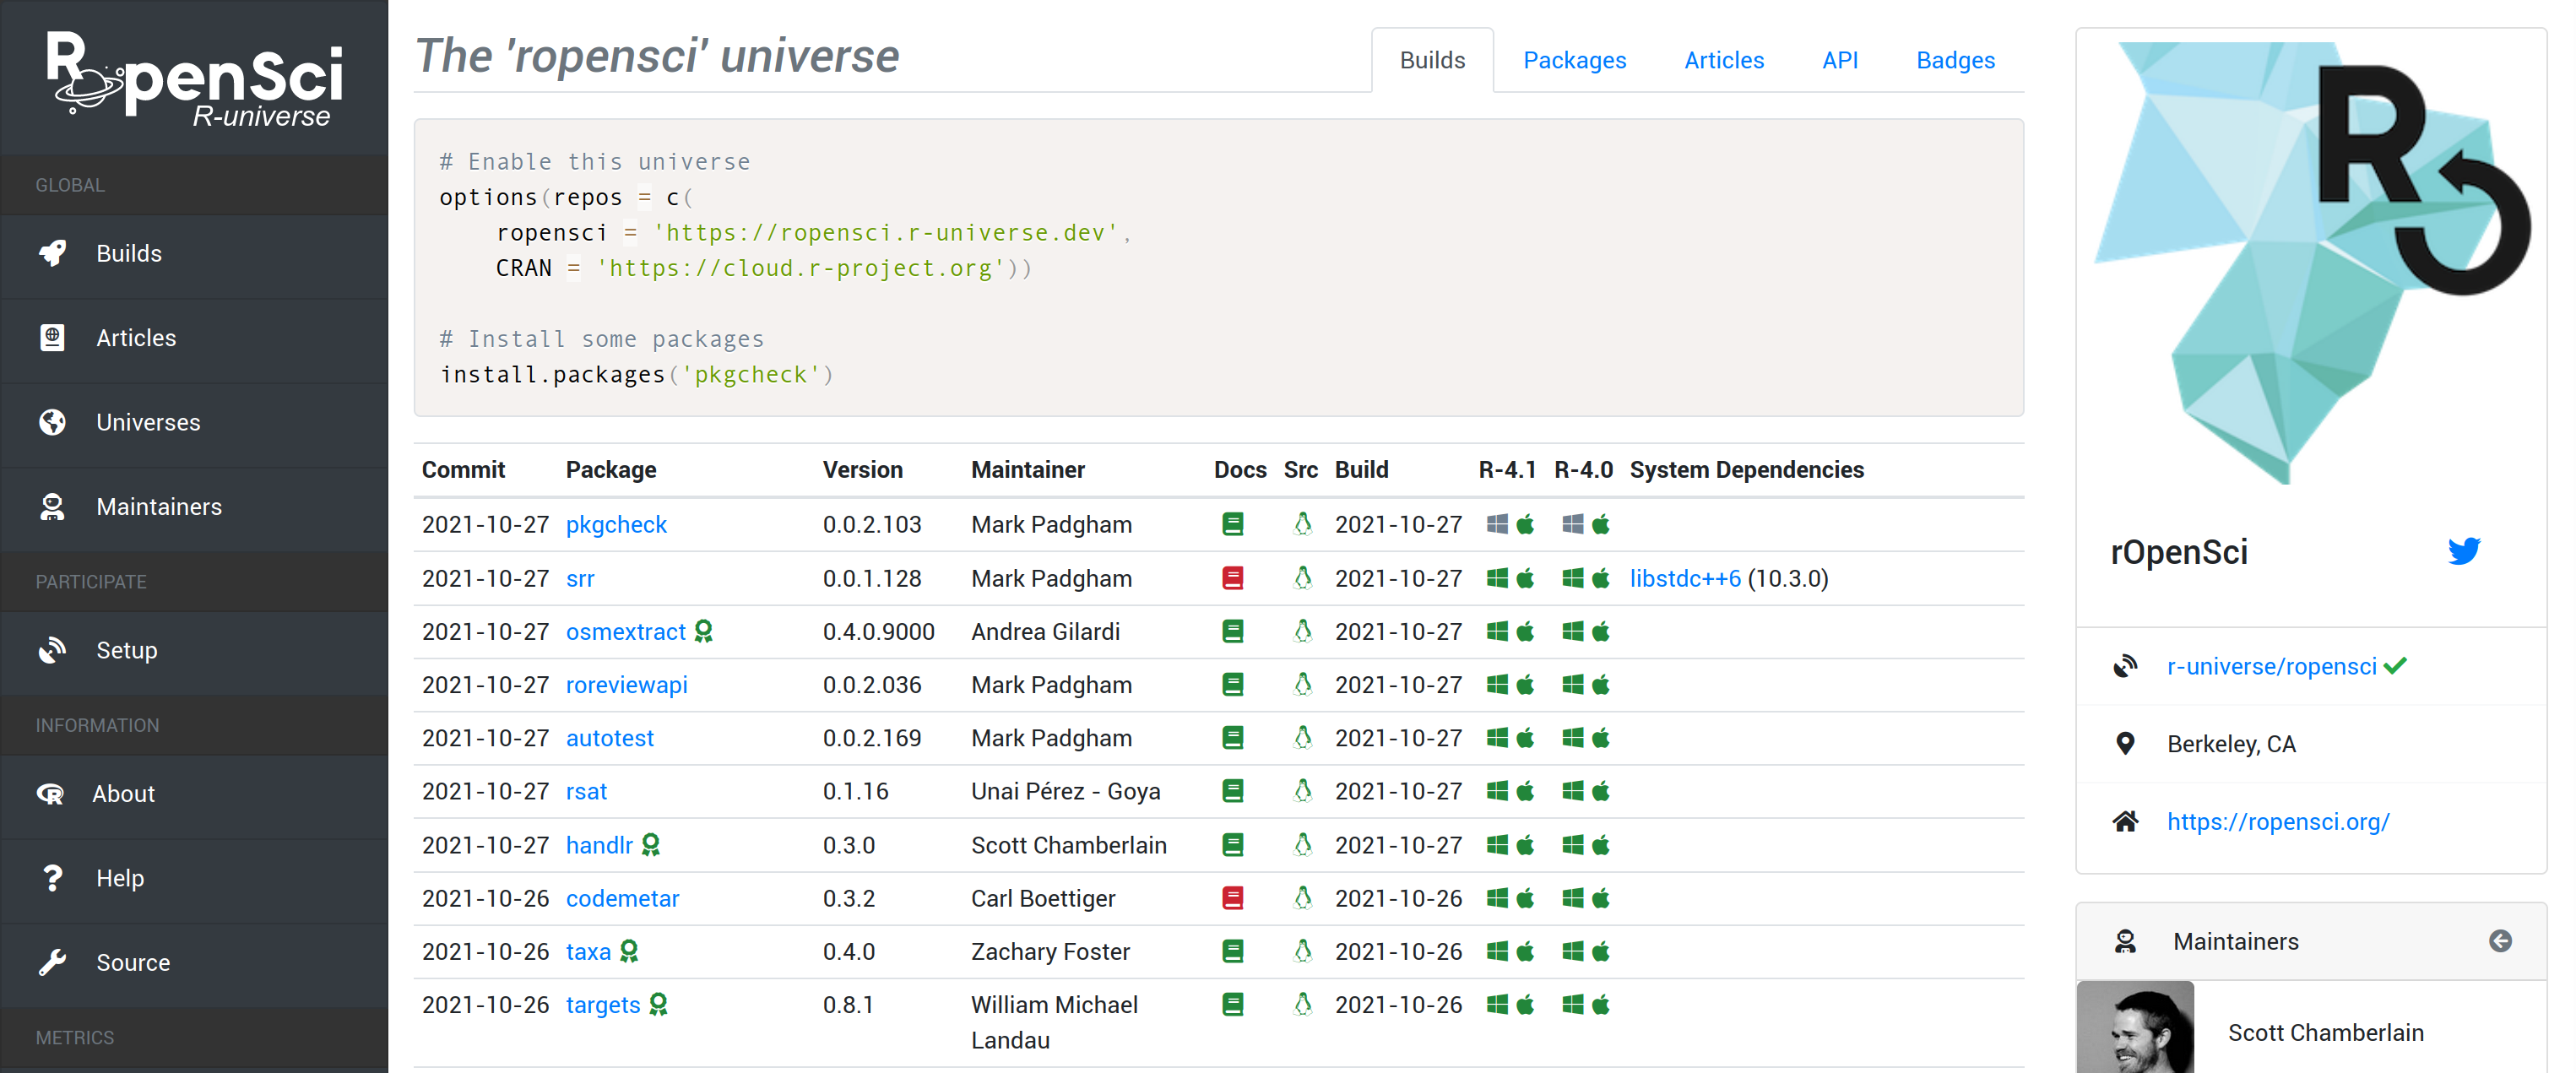 RopenSci
R-universe
GLOBAL
Builds
Articles
Universes
Maintainers
PARTICIPATE
Setup
INFORMATION
About
Help
Source
METRICS
The 'ropensci' universe
Builds Packages Articles API Badges
# Enable this universe
options(repos = c(
ropensci = 'https://ropensci.r-universe.dev',
CRAN = 'https://cloud.r-project.org'))
# Install some packages
install.packages('pkgcheck')
Commit Package Version Maintainer Docs Src Build R-4.1 R-4.0 System Dependencies
2021-10-27 pkgcheck 0.0.2.103 Mark Padgham 2021-10-27
2021-10-27 srr 0.0.1.128 Mark Padgham 2021-10-27 libstdc++6 (10.3.0)
2021-10-27 osmextract 0.4.0.9000 Andrea Gilardi 2021-10-27
2021-10-27 roreviewapi 0.0.2.036 Mark Padgham 2021-10-27
2021-10-27 autotest 0.0.2.169 Mark Padgham 2021-10-27
2021-10-27 rsat 0.1.16 Unai Pérez - Goya 2021-10-27
2021-10-27 handlr 0.3.0 Scott Chamberlain 2021-10-27
2021-10-26 codemetar 0.3.2 Carl Boettiger 2021-10-26
2021-10-26 taxa 0.4.0 Zachary Foster 2021-10-26
2021-10-26 targets 0.8.1 William Michael 2021-10-26
Landau
R
rOpenSci
r-universe/ropensci
Berkeley, CA
https://ropensci.org/
Maintainers
Scott Chamberlain